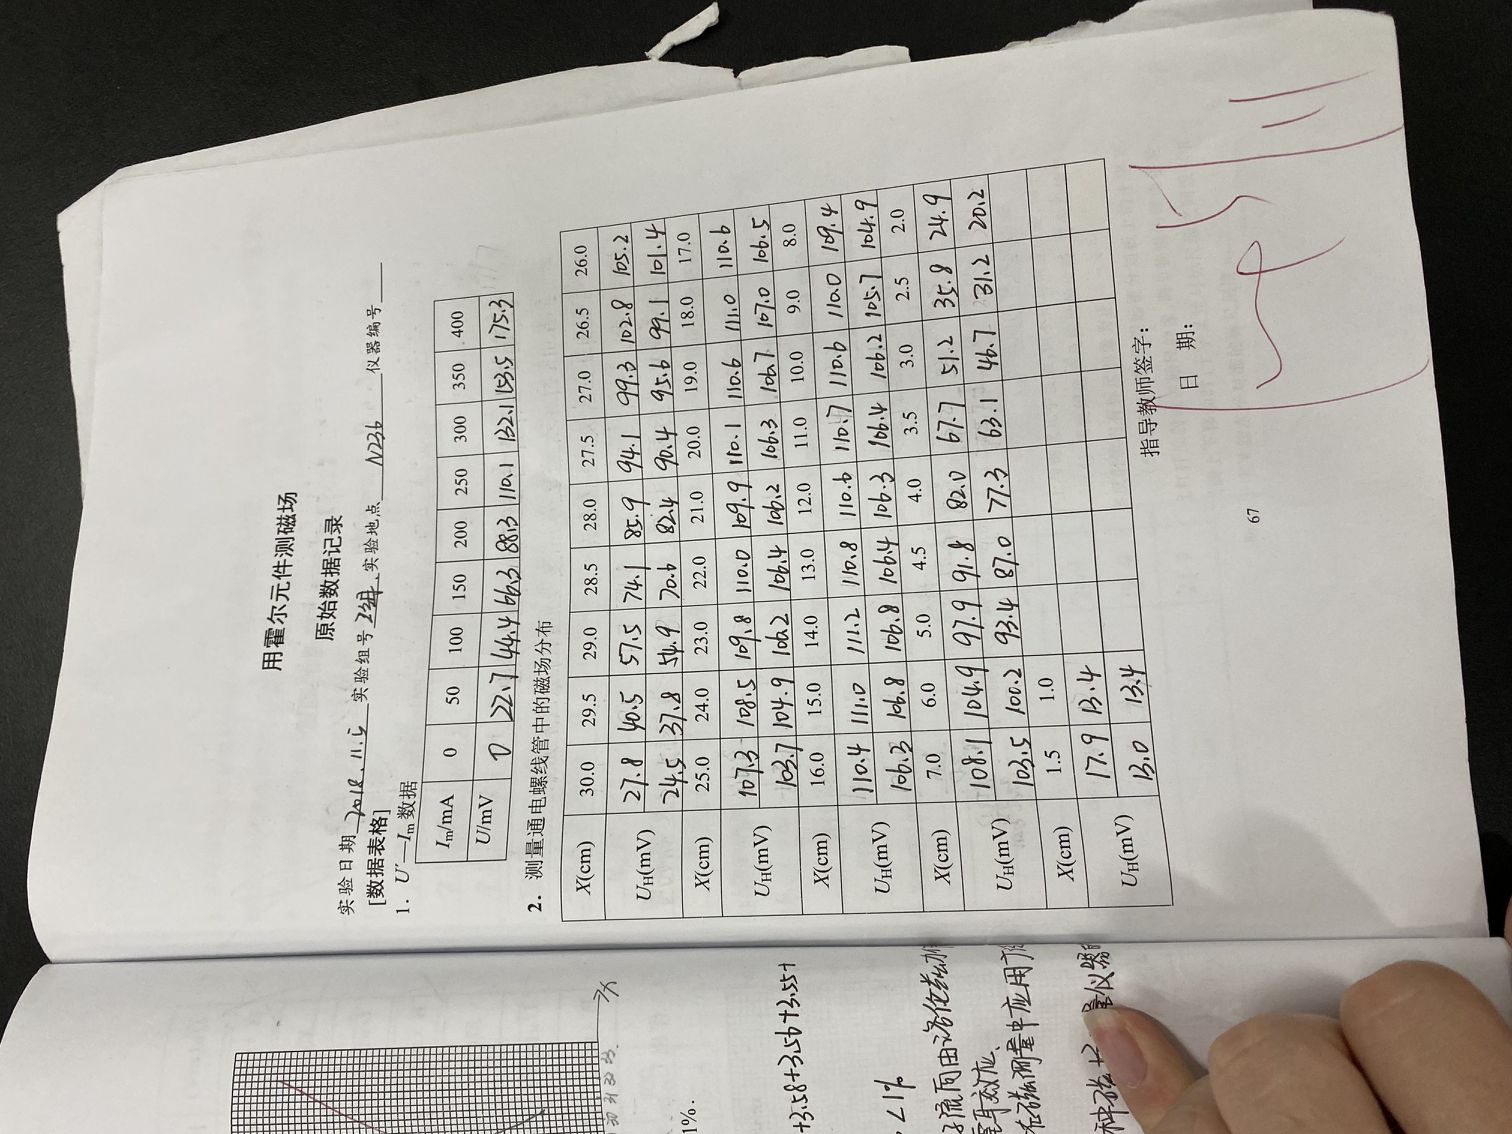 用霍尔元件测磁场
原始数据记录
实验日期 2018.11.5 实验组号 实验地点 N236 仪器编号
[数据表格]
1. U′—Im 数据
Im/mA 0 50 100 150 200 250 300 350 400
U/mV 0 22.7 44.4 66.3 88.3 110.1 132.1 153.5 175.3
2. 测量通电螺线管中的磁场分布
X(cm) 30.0 29.5 29.0 28.5 28.0 27.5 27.0 26.5 26.0
UH(mV) 27.8 40.5 57.5 74.1 85.9 94.1 99.3 102.8 105.2
24.5 37.8 54.9 70.6 82.4 90.4 95.6 99.1 101.4
X(cm) 25.0 24.0 23.0 22.0 21.0 20.0 19.0 18.0 17.0
UH(mV) 107.3 108.5 109.8 110.0 109.9 110.1 110.6 111.0 110.6
103.7 104.9 106.2 106.4 106.2 106.3 106.7 107.0 106.5
X(cm) 16.0 15.0 14.0 13.0 12.0 11.0 10.0 9.0 8.0
UH(mV) 110.4 111.0 111.2 110.8 110.6 110.7 110.6 110.0 109.4
106.3 106.8 106.8 106.4 106.3 106.4 106.2 105.7 104.9
X(cm) 7.0 6.0 5.0 4.5 4.0 3.5 3.0 2.5 2.0
UH(mV) 108.1 104.9 97.9 91.8 82.0 67.7 51.2 35.8 24.9
103.5 100.2 93.4 87.0 77.3 63.1 46.7 31.2 20.2
X(cm) 1.5 1.0
UH(mV) 17.9 13.4
13.0 13.4
指导教师签字:
日 期:
5/11
67
30 31 32 33 X
1%.
+3.58+3.56+3.55+
<1%
子流而由洛伦兹力
霍耳效应.
在磁测量中应用
种磁 量仪器